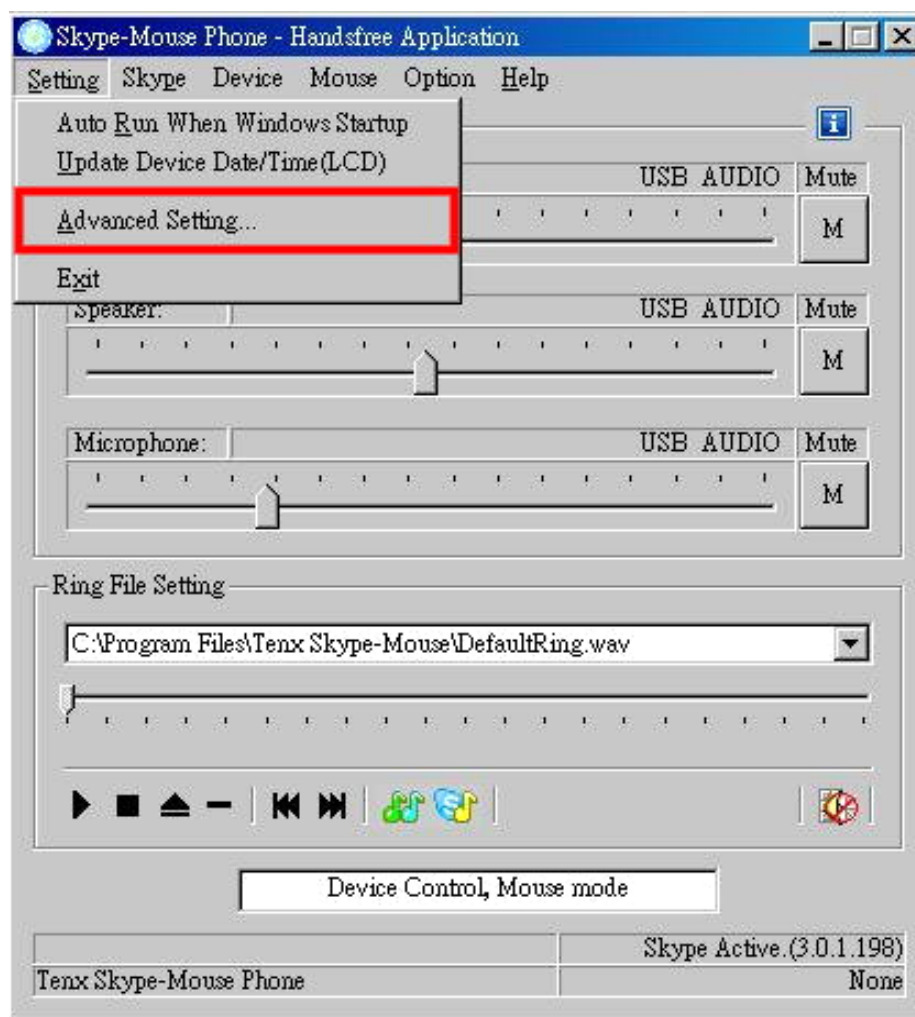 Skype-Mouse Phone - Handsfree Application
Setting Skype Device Mouse Option Help
Auto Run When Windows Startup
Update Device Date/Time(LCD)
Advanced Setting...
Exit
USB AUDIO Mute
M
Speaker: USB AUDIO Mute
M
Microphone: USB AUDIO Mute
M
Ring File Setting
C:\Program Files\Tenx Skype-Mouse\DefaultRing.wav
Device Control, Mouse mode
Skype Active.(3.0.1.198)
Tenx Skype-Mouse Phone None